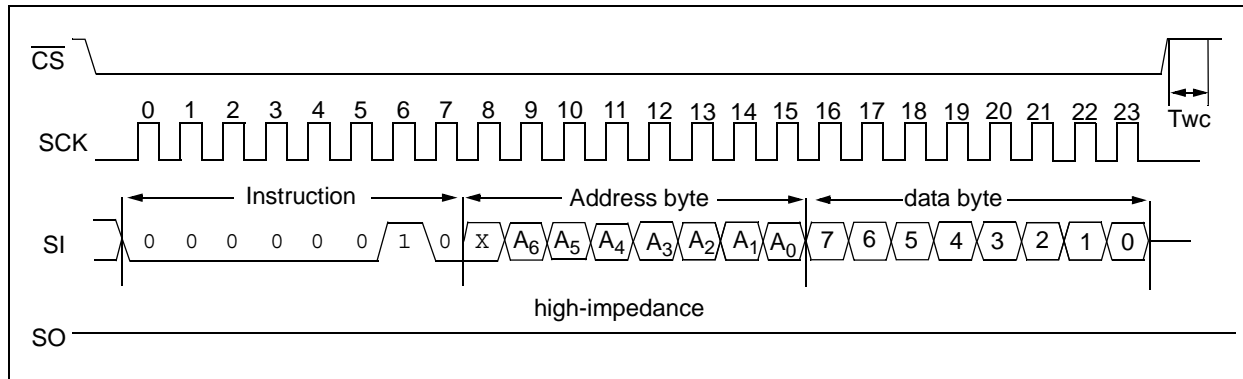 CS
0 1 2 3 4 5 6 7 8 9 10 11 12 13 14 15 16 17 18 19 20 21 22 23
Twc
SCK
Instruction Address byte data byte
SI 0 0 0 0 0 0 1 0 X A6 A5 A4 A3 A2 A1 A0 7 6 5 4 3 2 1 0
high-impedance
SO